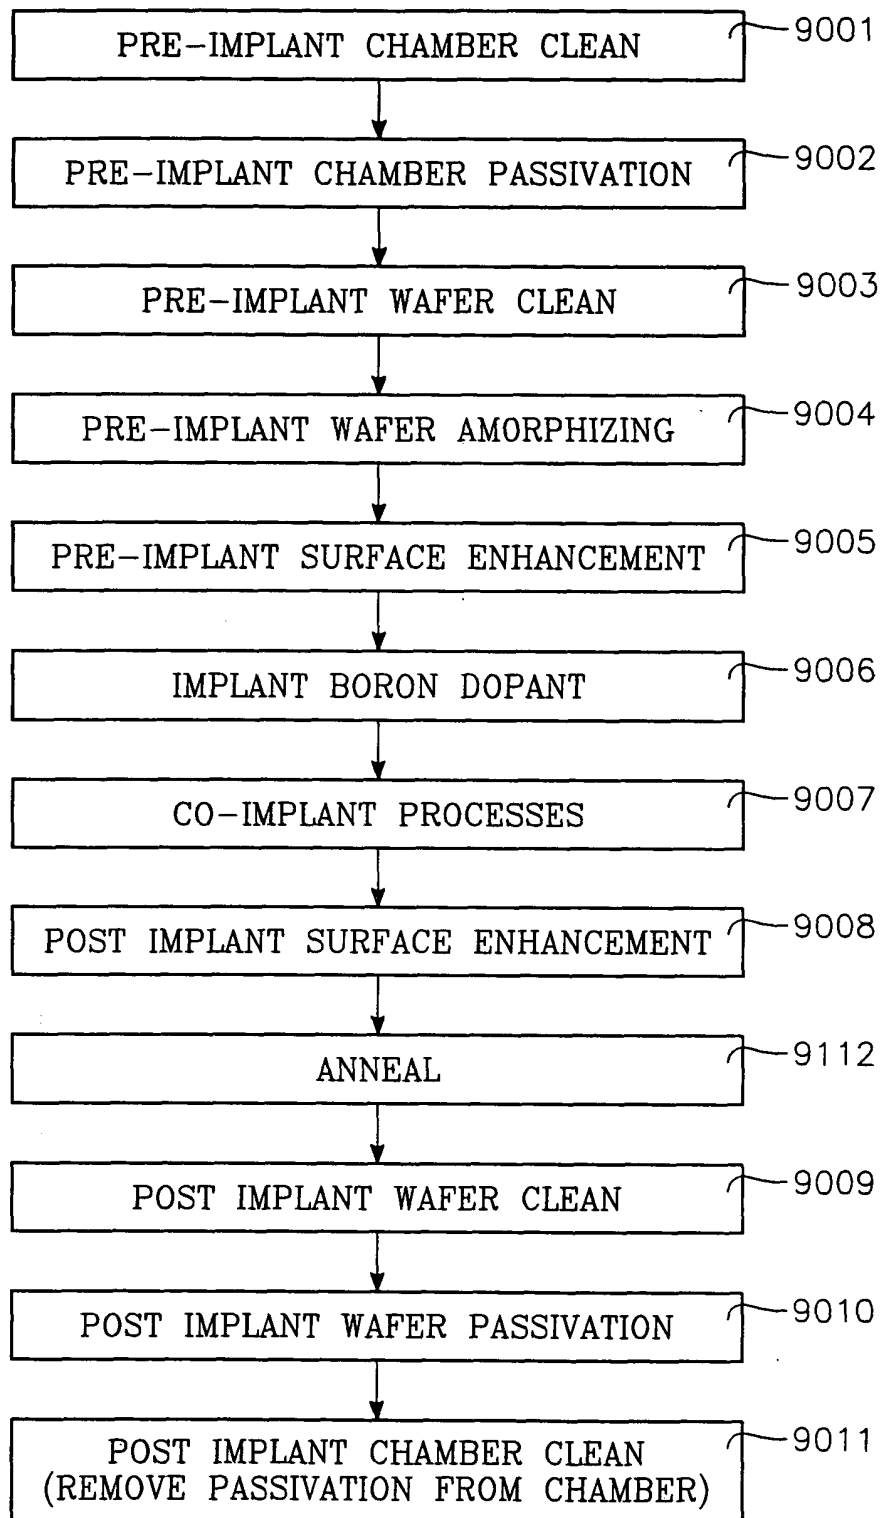 PRE-IMPLANT CHAMBER CLEAN 9001
PRE-IMPLANT CHAMBER PASSIVATION 9002
PRE-IMPLANT WAFER CLEAN 9003
PRE-IMPLANT WAFER AMORPHIZING 9004
PRE-IMPLANT SURFACE ENHANCEMENT 9005
IMPLANT BORON DOPANT 9006
CO-IMPLANT PROCESSES 9007
POST IMPLANT SURFACE ENHANCEMENT 9008
ANNEAL 9112
POST IMPLANT WAFER CLEAN 9009
POST IMPLANT WAFER PASSIVATION 9010
POST IMPLANT CHAMBER CLEAN 9011
(REMOVE PASSIVATION FROM CHAMBER)